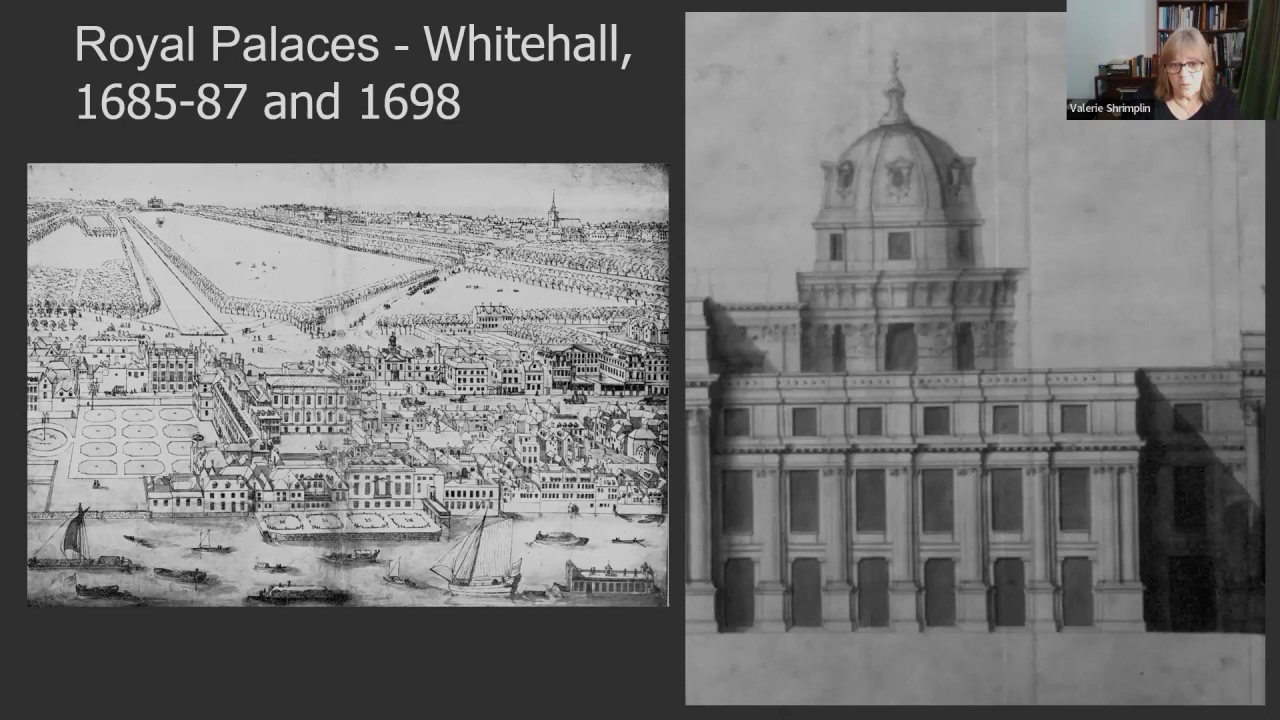 Royal Palaces - Whitehall,
1685-87 and 1698
Valerie Shrimplin